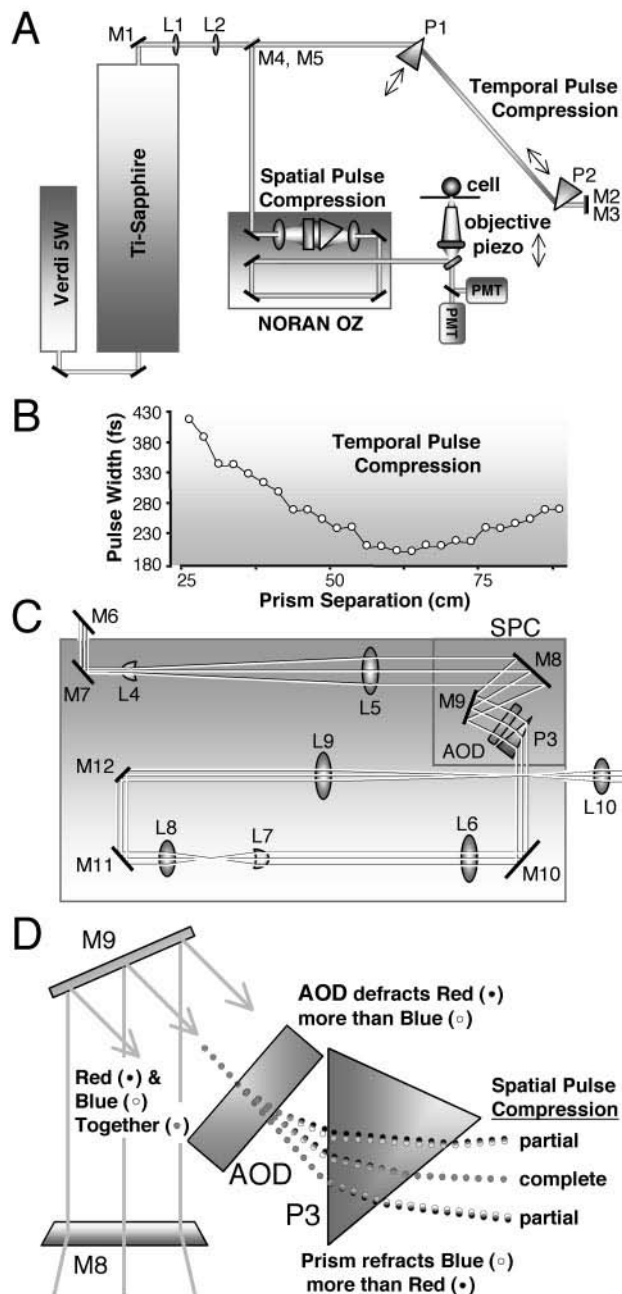 A
M1
L1
L2
M4, M5
P1
Temporal Pulse
Compression
P2
M2
M3
Verdi 5W
Ti-Sapphire
Spatial Pulse
Compression
NORAN OZ
cell
objective
piezo
PMT
PMT
B
Temporal Pulse
Compression
Pulse Width (fs)
430
380
330
280
230
180
25
50
75
Prism Separation (cm)
C
M6
M7
L4
L5
SPC
M8
M9
AOD
P3
M12
L9
L10
M11
L8
L7
L6
M10
D
M9
AOD defracts Red (•)
more than Blue (○)
Red (•) &
Blue (○)
Together (●)
AOD
P3
M8
Spatial Pulse
Compression
partial
complete
partial
Prism refracts Blue (○)
more than Red (•)